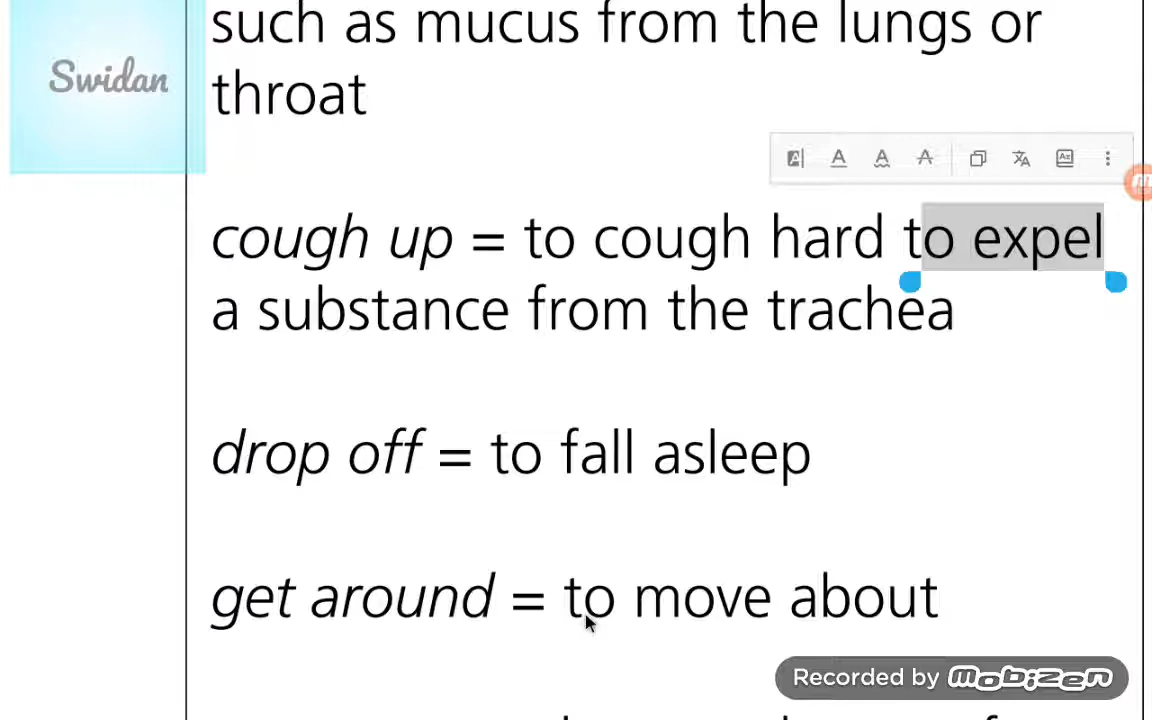 such as mucus from the lungs or
Swidan
throat
cough up = to cough hard to expel
a substance from the trachea
drop off = to fall asleep
get around = to move about
Recorded by mobizen